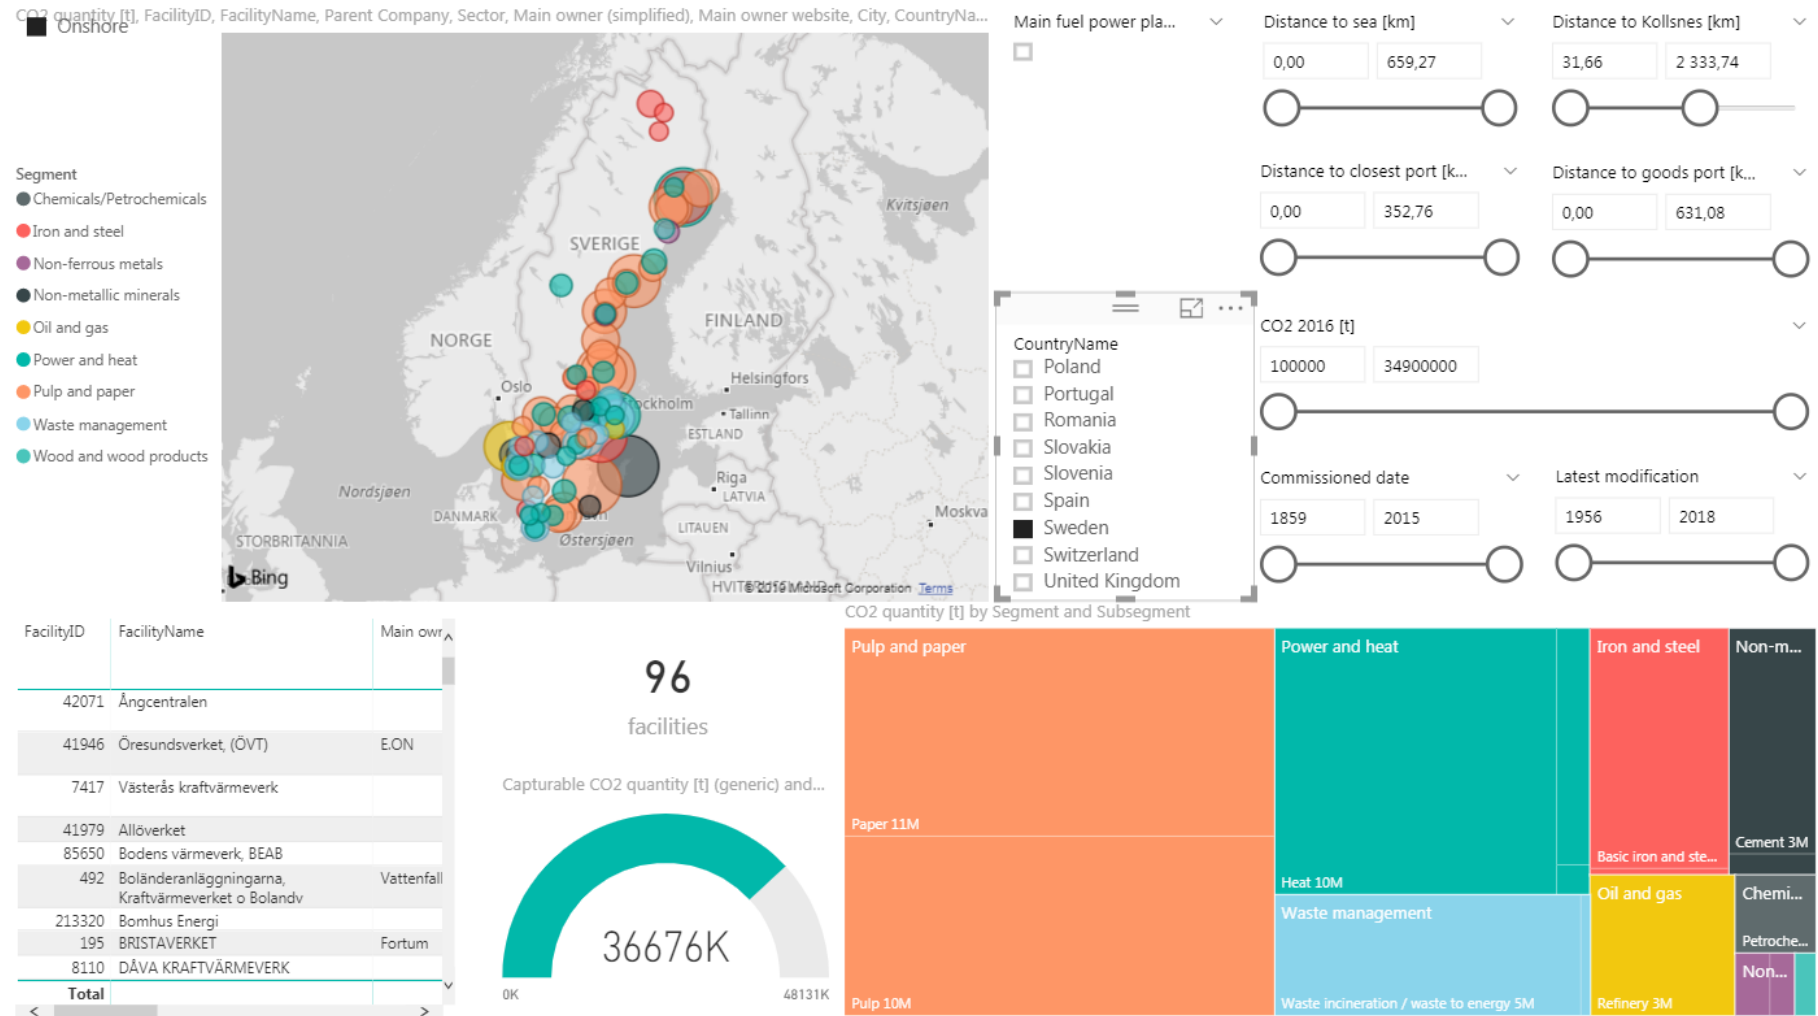 CO2 quantity [t], FacilityID, FacilityName, Parent Company, Sector, Main owner (simplified), Main owner website, City, CountryNa...
Onshore
Segment
Chemicals/Petrochemicals
Iron and steel
Non-ferrous metals
Non-metallic minerals
Oil and gas
Power and heat
Pulp and paper
Waste management
Wood and wood products
Kvitsjøen
SVERIGE
FINLAND
NORGE
Oslo
Helsingfors
Tallinn
ESTLAND
Riga
LATVIA
Nordsjøen
DANMARK
Moskva
LITAUEN
STORBRITANNIA
Østersjøen
Vilnius
Bing
© 2019 Microsoft Corporation Terms
Main fuel power pla...
Distance to sea [km]
0,00 659,27
Distance to Kollsnes [km]
31,66 2 333,74
Distance to closest port [k...
0,00 352,76
Distance to goods port [k...
0,00 631,08
CountryName
Poland
Portugal
Romania
Slovakia
Slovenia
Spain
Sweden
Switzerland
United Kingdom
CO2 2016 [t]
100000 34900000
Commissioned date
1859 2015
Latest modification
1956 2018
FacilityID FacilityName Main owr
42071 Ångcentralen
41946 Öresundsverket, (ÖVT) E.ON
7417 Västerås kraftvärmeverk
41979 Allöverket
85650 Bodens värmeverk, BEAB
492 Boländeranläggningarna, Vattenfall
Kraftvärmeverket o Bolandv
213320 Bomhus Energi
195 BRISTAVERKET Fortum
8110 DÅVA KRAFTVÄRMEVERK
Total
96
facilities
Capturable CO2 quantity [t] (generic) and...
36676K
0K 48131K
CO2 quantity [t] by Segment and Subsegment
Pulp and paper
Paper 11M
Pulp 10M
Power and heat
Heat 10M
Waste management
Waste incineration / waste to energy 5M
Iron and steel
Basic iron and ste...
Non-m...
Cement 3M
Oil and gas
Refinery 3M
Chemi...
Petroche...
Non...